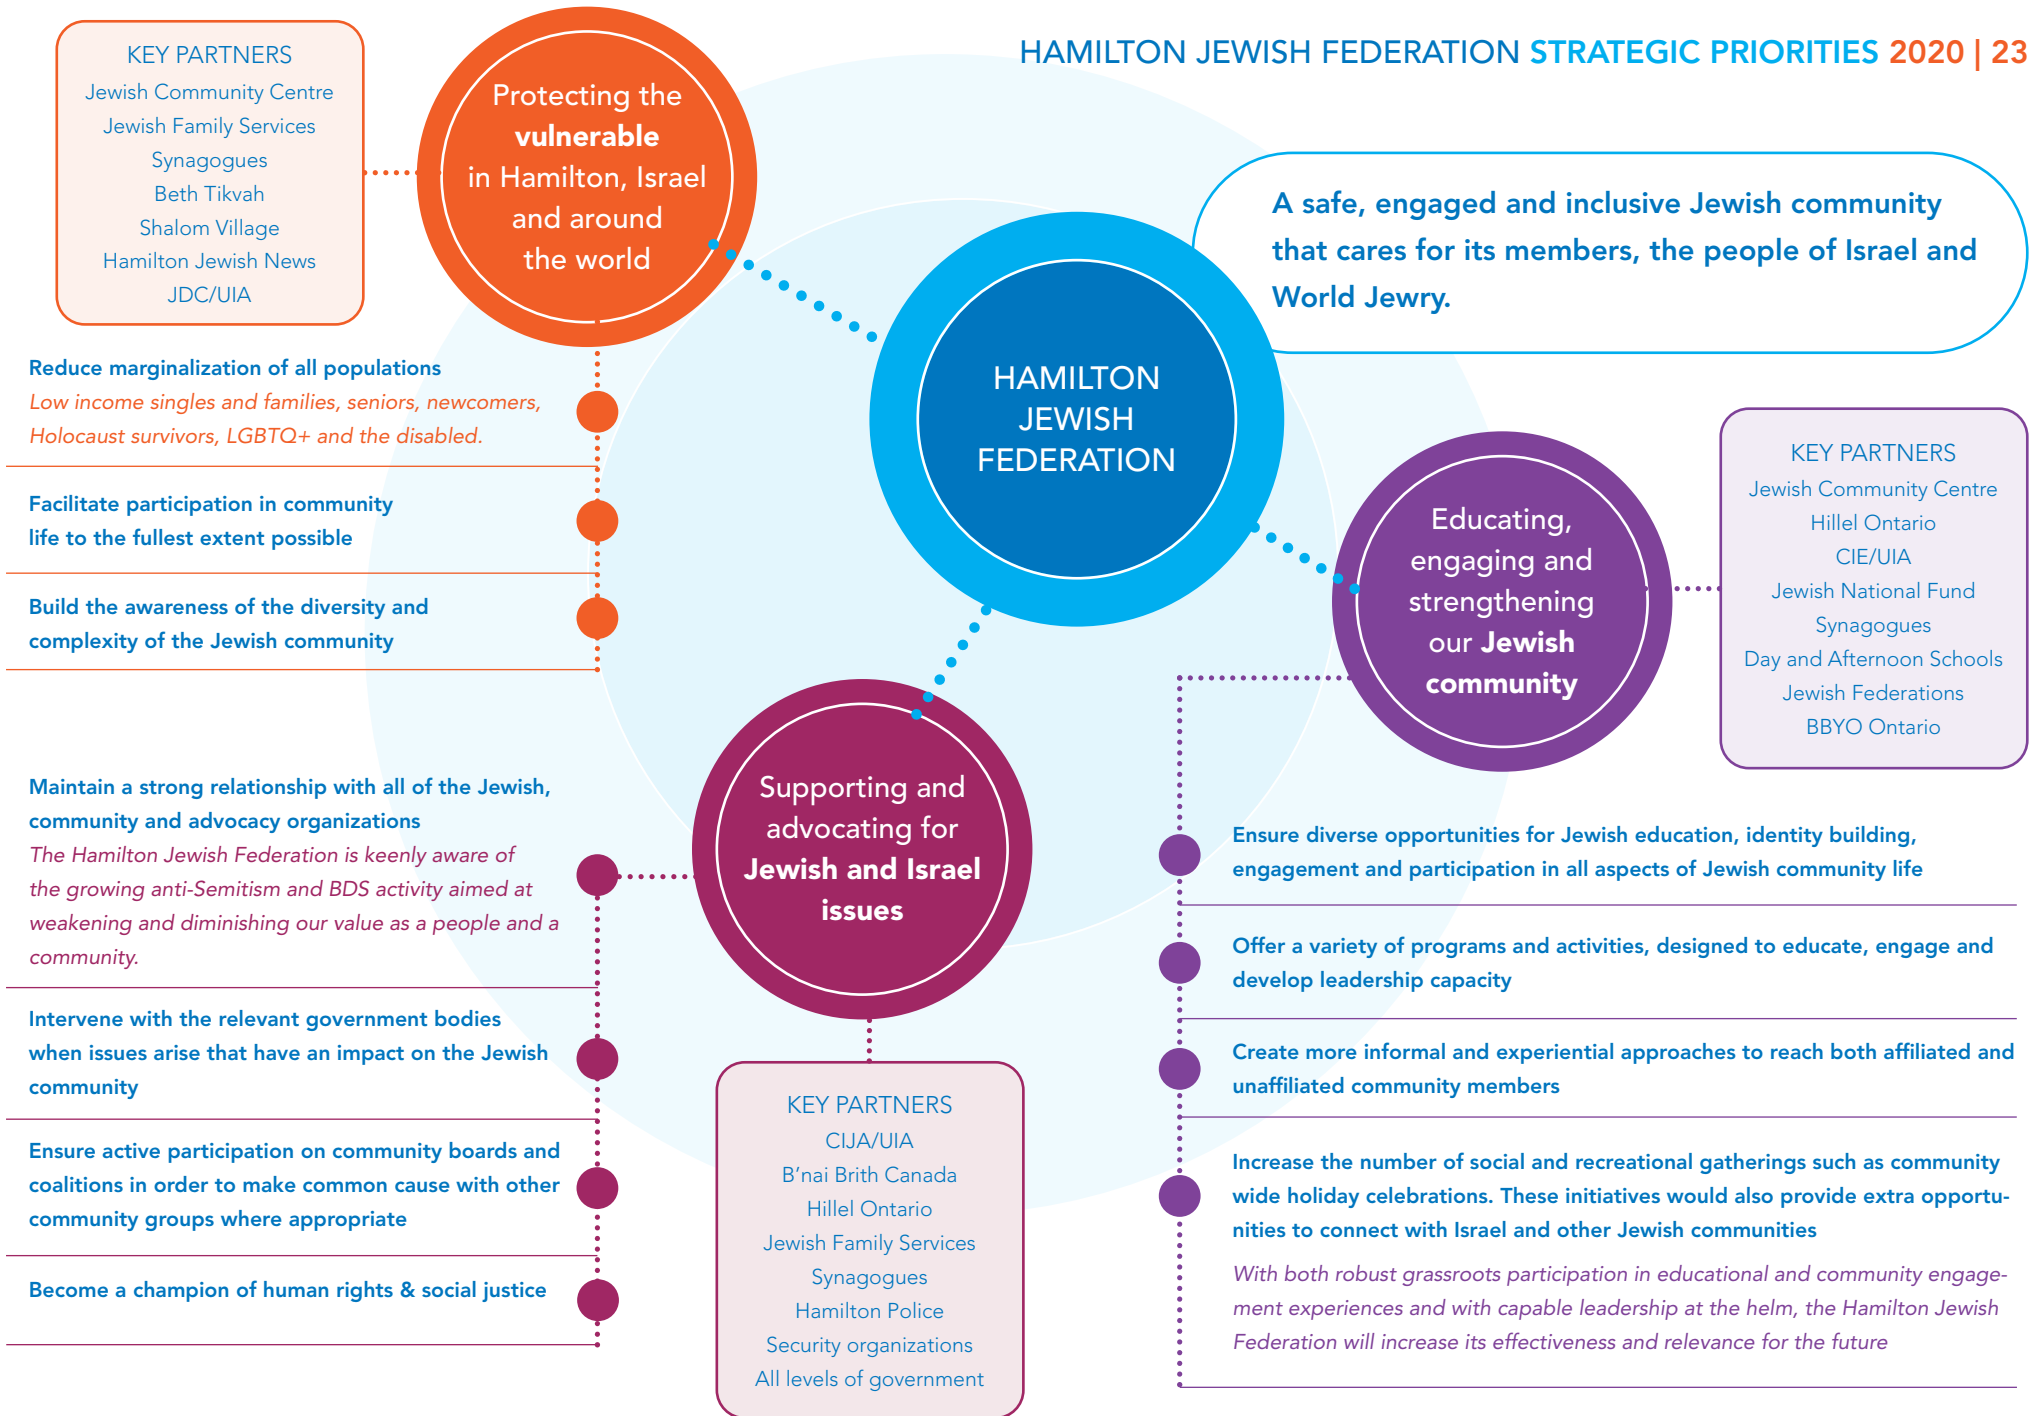 HAMILTON JEWISH FEDERATION STRATEGIC PRIORITIES 2020 | 23
KEY PARTNERS
Jewish Community Centre
Jewish Family Services
Synagogues
Beth Tikvah
Shalom Village
Hamilton Jewish News
JDC/UIA
Protecting the
vulnerable
in Hamilton, Israel
and around
the world
A safe, engaged and inclusive Jewish community
that cares for its members, the people of Israel and
World Jewry.
HAMILTON
JEWISH
FEDERATION
Reduce marginalization of all populations
Low income singles and families, seniors, newcomers,
Holocaust survivors, LGBTQ+ and the disabled.
Facilitate participation in community
life to the fullest extent possible
Build the awareness of the diversity and
complexity of the Jewish community
Educating,
engaging and
strengthening
our Jewish
community
KEY PARTNERS
Jewish Community Centre
Hillel Ontario
CIE/UIA
Jewish National Fund
Synagogues
Day and Afternoon Schools
Jewish Federations
BBYO Ontario
Supporting and
advocating for
Jewish and Israel
issues
Maintain a strong relationship with all of the Jewish,
community and advocacy organizations
The Hamilton Jewish Federation is keenly aware of
the growing anti-Semitism and BDS activity aimed at
weakening and diminishing our value as a people and a
community.
Intervene with the relevant government bodies
when issues arise that have an impact on the Jewish
community
Ensure active participation on community boards and
coalitions in order to make common cause with other
community groups where appropriate
Become a champion of human rights & social justice
KEY PARTNERS
CIJA/UIA
B’nai Brith Canada
Hillel Ontario
Jewish Family Services
Synagogues
Hamilton Police
Security organizations
All levels of government
Ensure diverse opportunities for Jewish education, identity building,
engagement and participation in all aspects of Jewish community life
Offer a variety of programs and activities, designed to educate, engage and
develop leadership capacity
Create more informal and experiential approaches to reach both affiliated and
unaffiliated community members
Increase the number of social and recreational gatherings such as community
wide holiday celebrations. These initiatives would also provide extra opportu-
nities to connect with Israel and other Jewish communities
With both robust grassroots participation in educational and community engage-
ment experiences and with capable leadership at the helm, the Hamilton Jewish
Federation will increase its effectiveness and relevance for the future